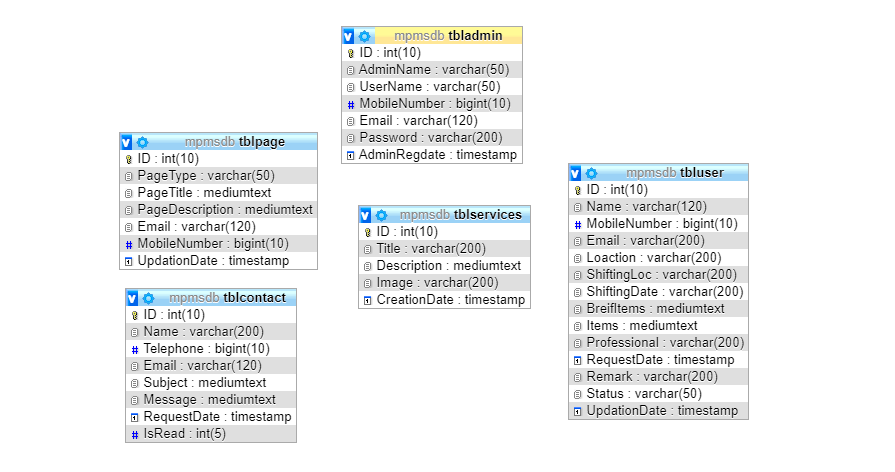 mpmsdb tbladmin
ID : int(10)
AdminName : varchar(50)
UserName : varchar(50)
MobileNumber : bigint(10)
Email : varchar(120)
Password : varchar(200)
AdminRegdate : timestamp
mpmsdb tblpage
ID : int(10)
PageType : varchar(50)
PageTitle : mediumtext
PageDescription : mediumtext
Email : varchar(120)
MobileNumber : bigint(10)
UpdationDate : timestamp
mpmsdb tblservices
ID : int(10)
Title : varchar(200)
Description : mediumtext
Image : varchar(200)
CreationDate : timestamp
mpmsdb tbluser
ID : int(10)
Name : varchar(120)
MobileNumber : bigint(10)
Email : varchar(200)
Loaction : varchar(200)
ShiftingLoc : varchar(200)
ShiftingDate : varchar(200)
BreifItems : mediumtext
Items : mediumtext
Professional : varchar(200)
RequestDate : timestamp
Remark : varchar(200)
Status : varchar(50)
UpdationDate : timestamp
mpmsdb tblcontact
ID : int(10)
Name : varchar(200)
Telephone : bigint(10)
Email : varchar(120)
Subject : mediumtext
Message : mediumtext
RequestDate : timestamp
IsRead : int(5)